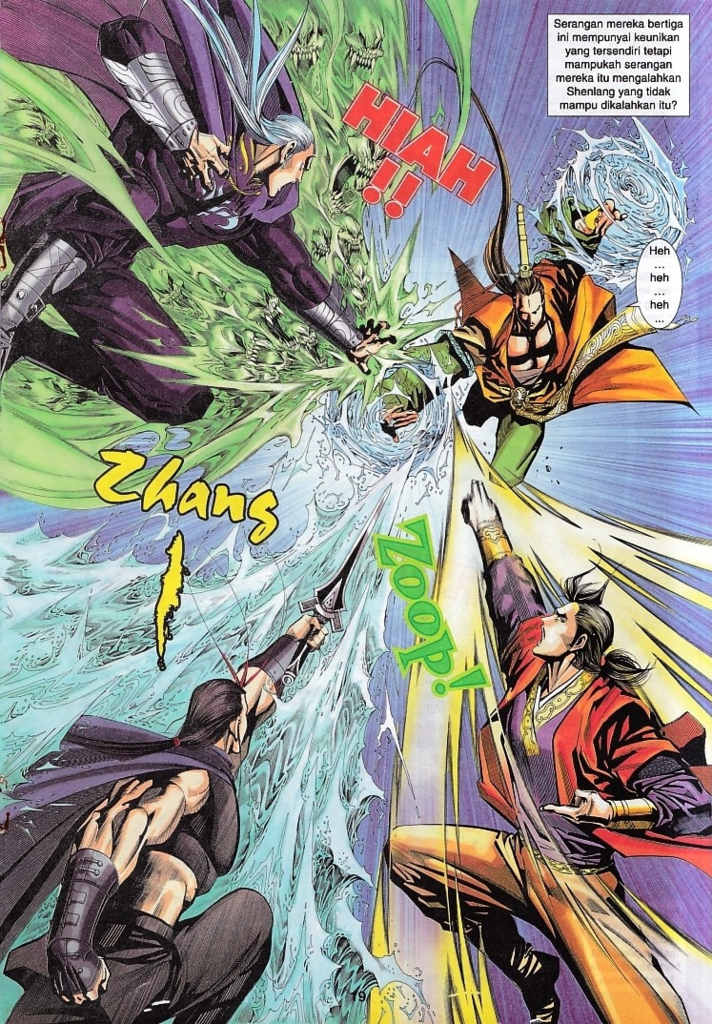 Serangan mereka bertiga
ini mempunyai keunikan
yang tersendiri tetapi
mampukah serangan
mereka itu mengalahkan
Shenlang yang tidak
mampu dikalahkan itu?
HIAH
!!
Heh
...
heh
...
heh
...
Zhang
!
Zoop!
19